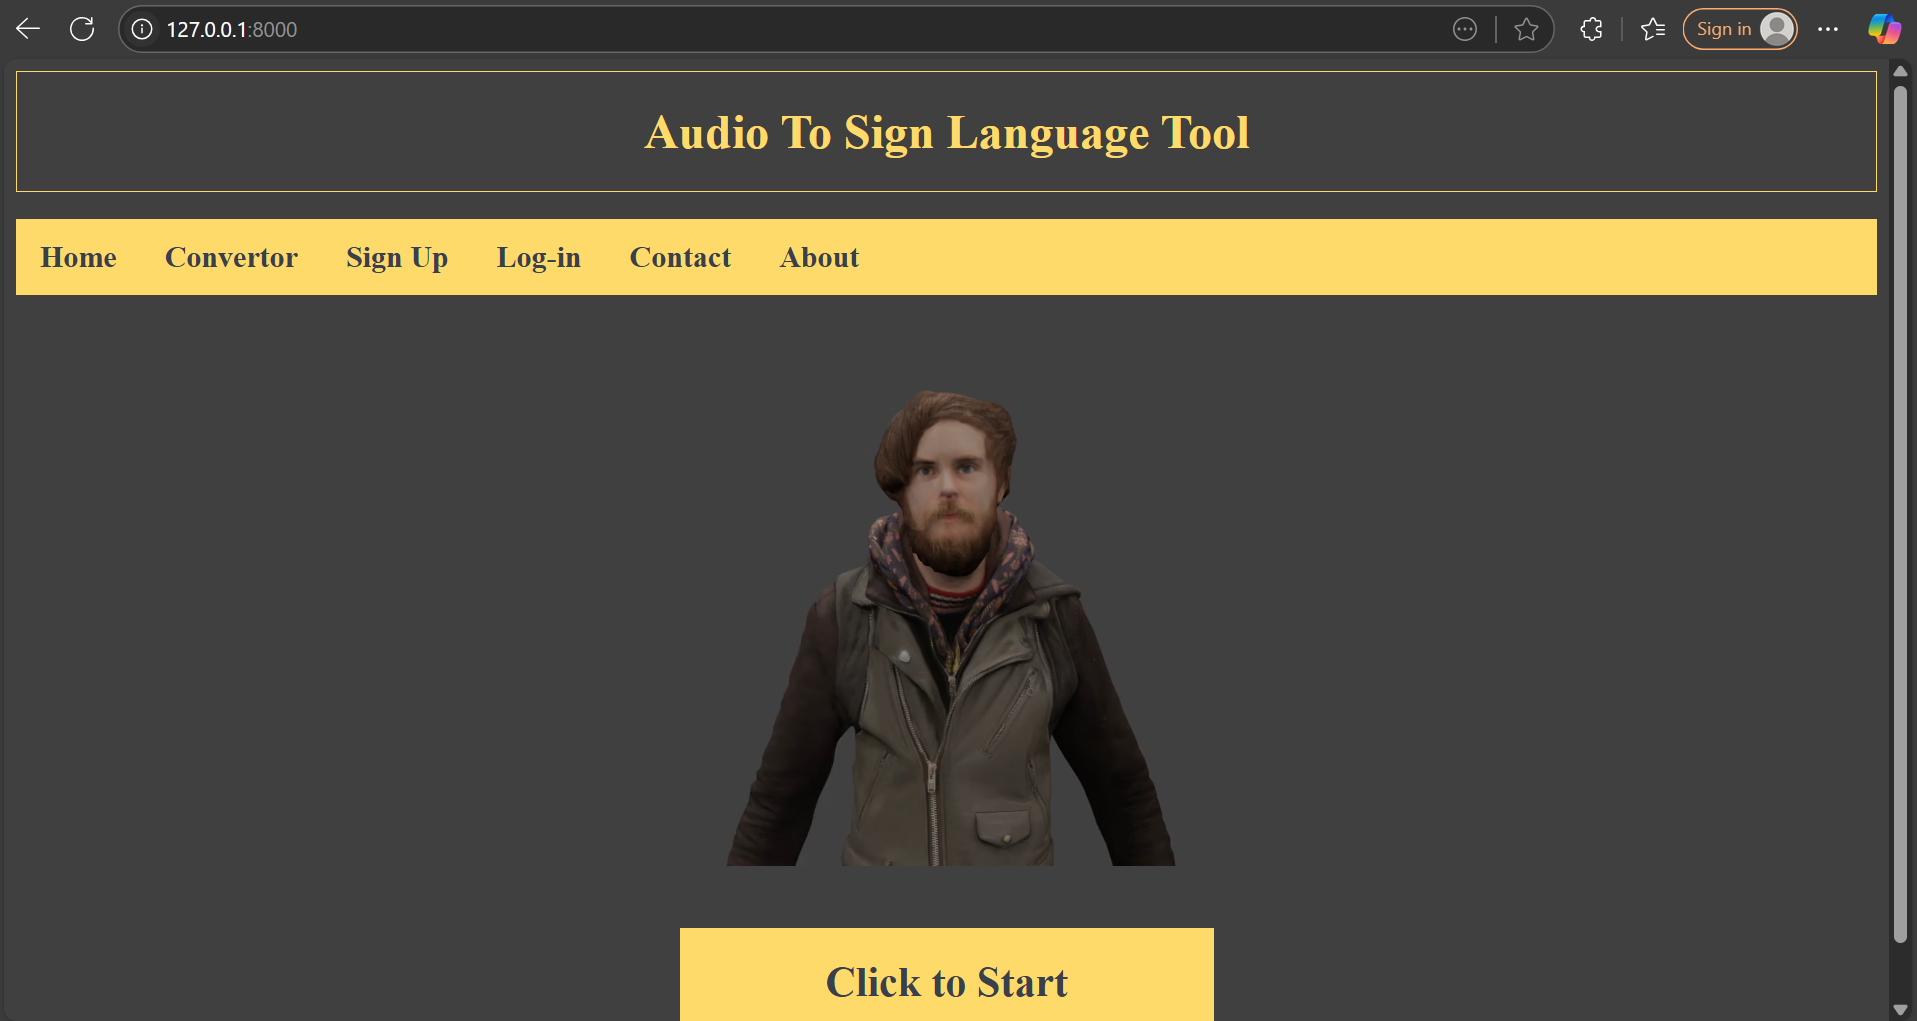 127.0.0.1:8000
Sign in
Audio To Sign Language Tool
Home Convertor Sign Up Log-in Contact About
Click to Start